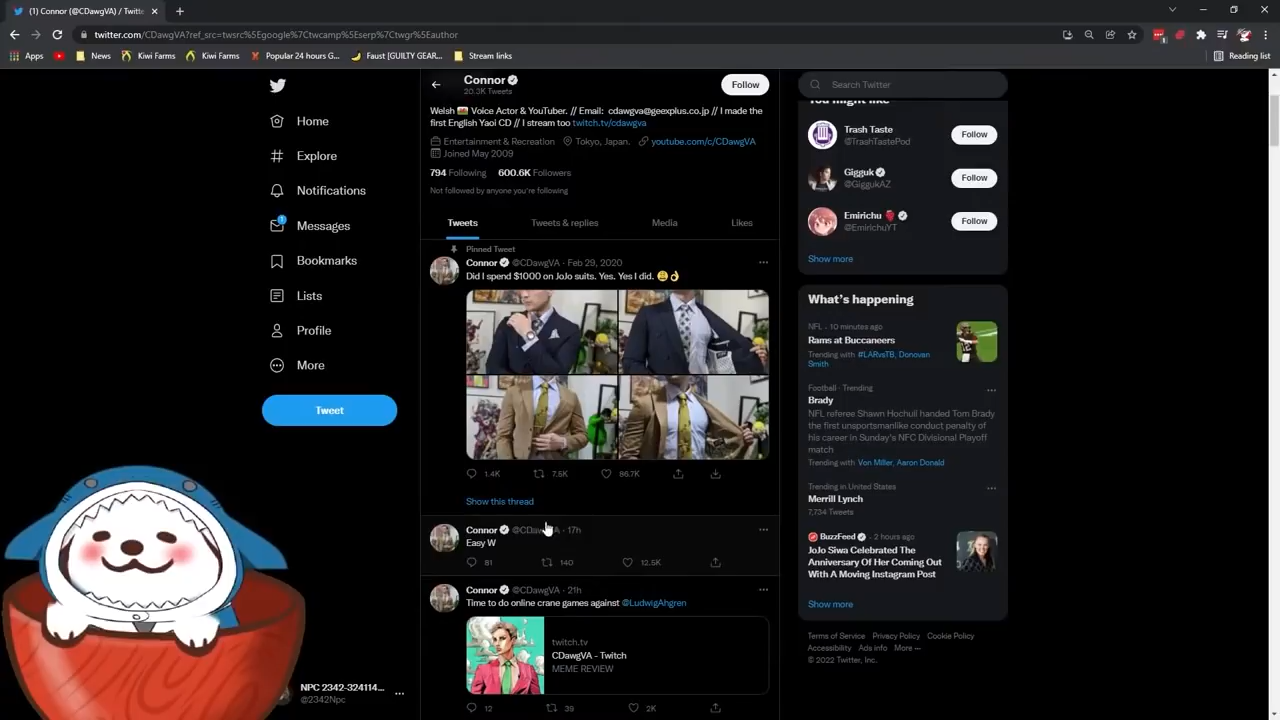 (1) Connor (@CDawgVA) / Twitte
twitter.com/CDawgVA?ref_src=twsrc%5Egoogle%7Ctwcamp%5Eserp%7Ctwgr%5Eauthor
Apps
News
Kiwi Farms
Kiwi Farms
Popular 24 hours G...
Faust [GUILTY GEAR...
Stream links
Reading list
Connor
20.3K Tweets
Follow
Welsh Voice Actor & YouTuber. // Email: cdawgva@geexplus.co.jp // I made the
first English Yaoi CD // I stream too twitch.tv/cdawgva
Entertainment & Recreation Tokyo, Japan. youtube.com/c/CDawgVA
Joined May 2009
794 Following 600.6K Followers
Not followed by anyone you're following
Tweets Tweets & replies Media Likes
Pinned Tweet
Connor @CDawgVA · Feb 29, 2020
Did I spend $1000 on JoJo suits. Yes. Yes I did. 😩👌
1.4K 7.5K 86.7K
Show this thread
Connor · 17h
Easy W
81 140 12.5K
Connor @CDawgVA · 21h
Time to do online crane games against @LudwigAhgren
twitch.tv
CDawgVA - Twitch
MEME REVIEW
12 39 2K
Home
Explore
Notifications
1
Messages
Bookmarks
Lists
Profile
More
Tweet
NPC 2342-324114...
@2342Npc
Search Twitter
You might like
Trash Taste
@TrashTastePod
Follow
Gigguk
@GiggukAZ
Follow
Emirichu
@EmirichuYT
Follow
Show more
What's happening
NFL · 10 minutes ago
Rams at Buccaneers
Trending with #LARvsTB, Donovan
Smith
Football · Trending
Brady
NFL referee Shawn Hochuli handed Tom Brady
the first unsportsmanlike conduct penalty of
his career in Sunday's NFC Divisional Playoff
match
Trending with Von Miller, Aaron Donald
Trending in United States
Merrill Lynch
7,734 Tweets
BuzzFeed · 2 hours ago
JoJo Siwa Celebrated The
Anniversary Of Her Coming Out
With A Moving Instagram Post
Show more
Terms of Service Privacy Policy Cookie Policy
Accessibility Ads info More ···
© 2022 Twitter, Inc.